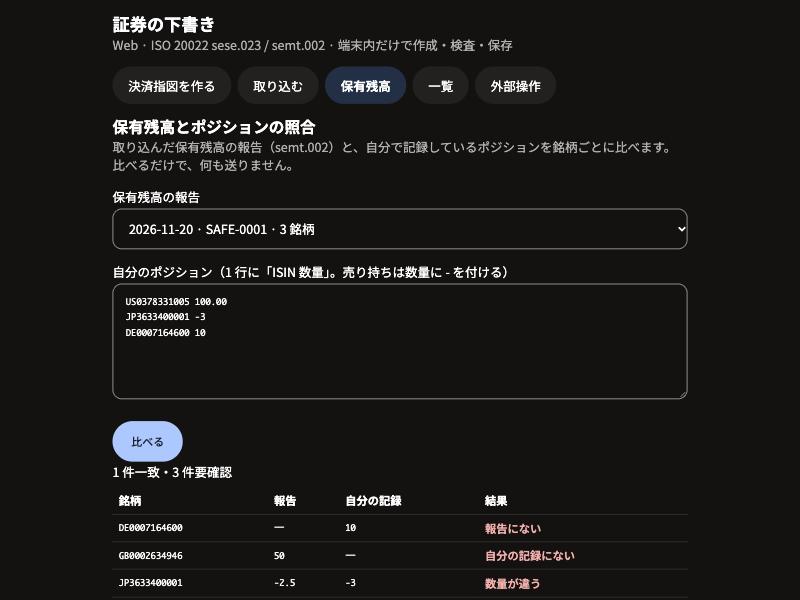 証券の下書き
Web · ISO 20022 sese.023 / semt.002 · 端末内だけで作成・検査・保存
決済指図を作る 取り込む 保有残高 一覧 外部操作
保有残高とポジションの照合
取り込んだ保有残高の報告（semt.002）と、自分で記録しているポジションを銘柄ごとに比べます。
比べるだけで、何も送りません。
保有残高の報告
2026-11-20 · SAFE-0001 · 3 銘柄
自分のポジション（1 行に「ISIN 数量」。売り持ちは数量に - を付ける）
US0378331005 100.00
JP3633400001 -3
DE0007164600 10
比べる
1 件一致・3 件要確認
銘柄 報告 自分の記録 結果
DE0007164600 — 10 報告にない
GB0002634946 50 — 自分の記録にない
JP3633400001 -2.5 -3 数量が違う